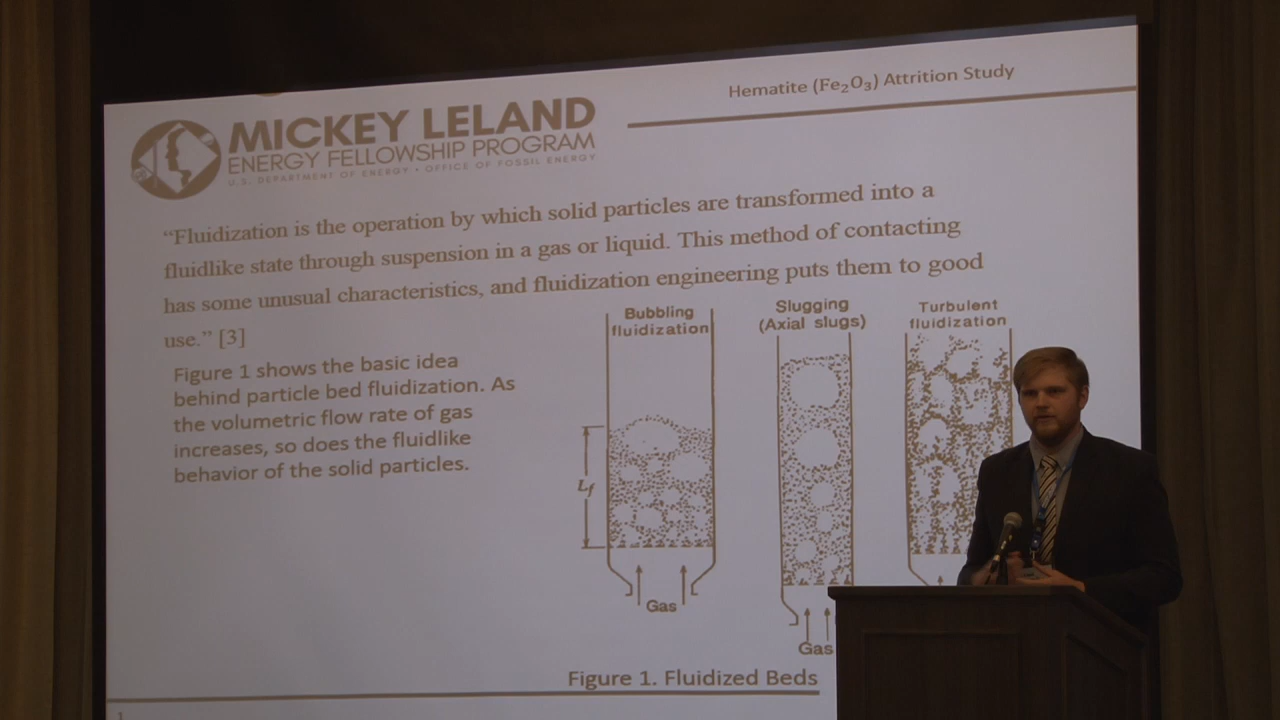 Hematite (Fe₂O₃) Attrition Study
MICKEY LELAND
ENERGY FELLOWSHIP PROGRAM
U.S. DEPARTMENT OF ENERGY • OFFICE OF FOSSIL ENERGY
“Fluidization is the operation by which solid particles are transformed into a
fluidlike state through suspension in a gas or liquid. This method of contacting
has some unusual characteristics, and fluidization engineering puts them to good
use.” [3]
Figure 1 shows the basic idea
behind particle bed fluidization. As
the volumetric flow rate of gas
increases, so does the fluidlike
behavior of the solid particles.
Bubbling
fluidization
Slugging
(Axial slugs)
Turbulent
fluidization
Lf
Gas
Gas
Figure 1. Fluidized Beds
1